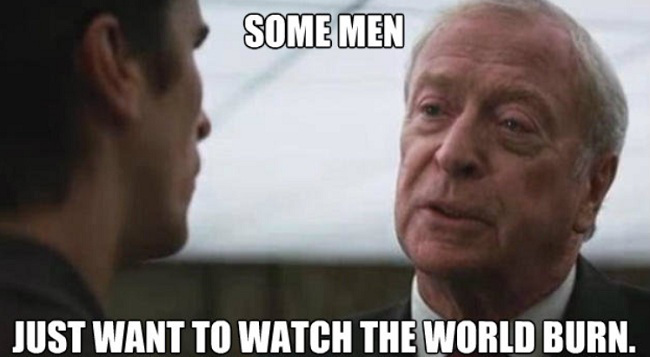 SOME MEN
JUST WANT TO WATCH THE WORLD BURN.